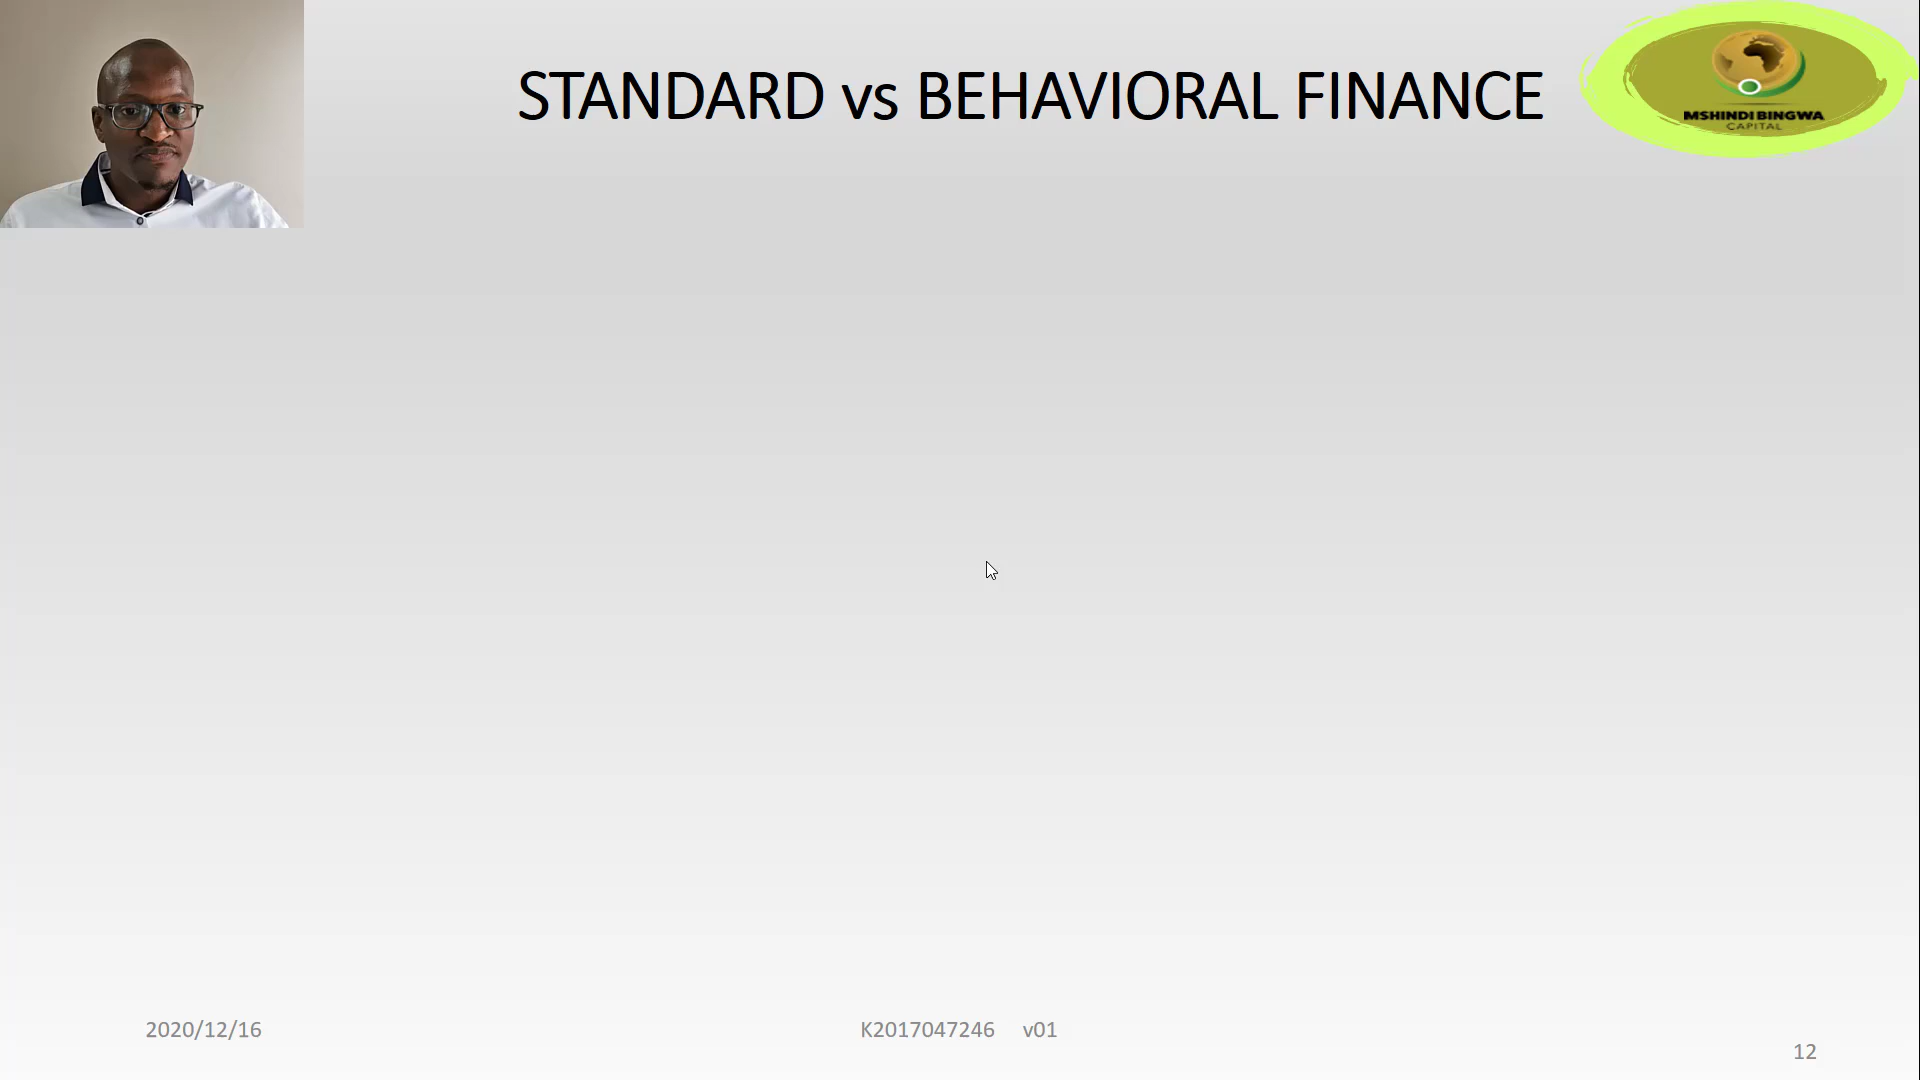 STANDARD vs BEHAVIORAL FINANCE
MSHINDI BINGWA
CAPITAL
2020/12/16
K2017047246 v01
12